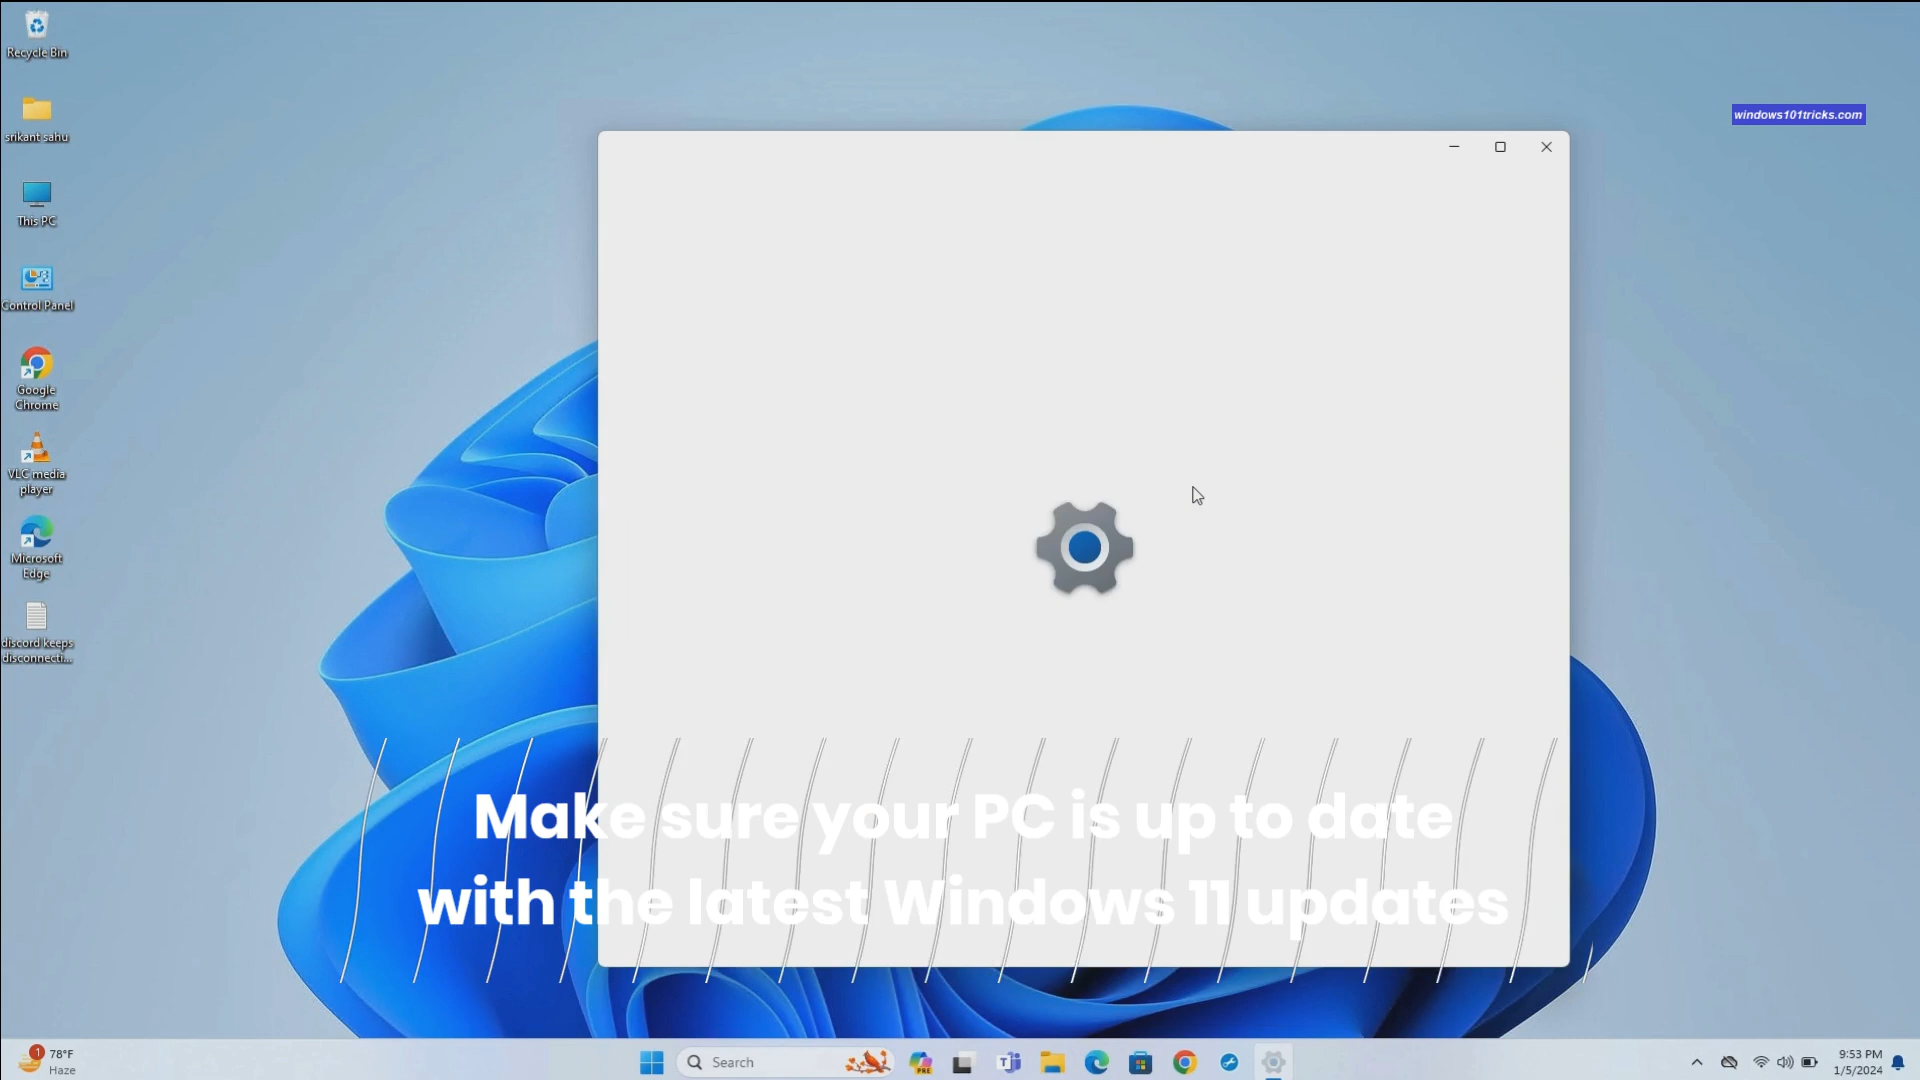 Recycle Bin
srikant sahu
This PC
Control Panel
Google
Chrome
VLC media
player
Microsoft
Edge
discord keeps
disconnecti...
windows101tricks.com
Make sure your PC is up to date
with the latest Windows 11 updates
1
78°F
Haze
Search
PRE
T
9:53 PM
1/5/2024